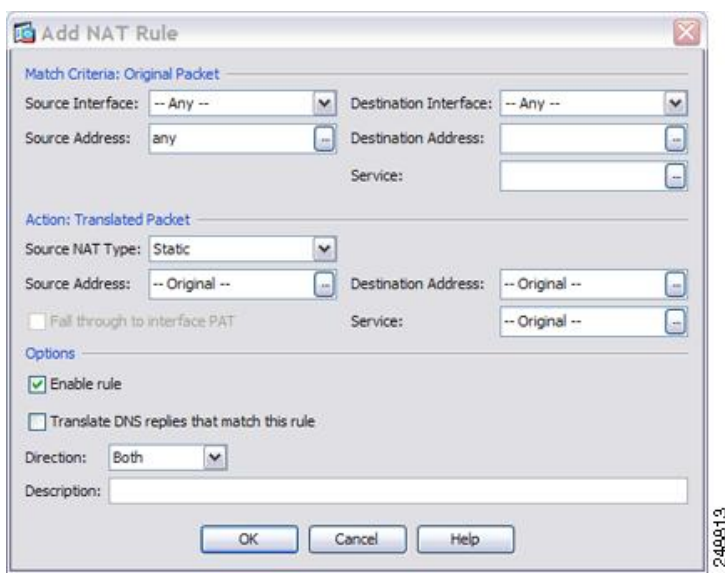 Add NAT Rule
Match Criteria: Original Packet
Source Interface: -- Any -- Destination Interface: -- Any --
Source Address: any ... Destination Address: ...
Service: ...
Action: Translated Packet
Source NAT Type: Static
Source Address: -- Original -- ... Destination Address: -- Original -- ...
Fall through to interface PAT Service: -- Original -- ...
Options
Enable rule
Translate DNS replies that match this rule
Direction: Both
Description:
OK Cancel Help
248813